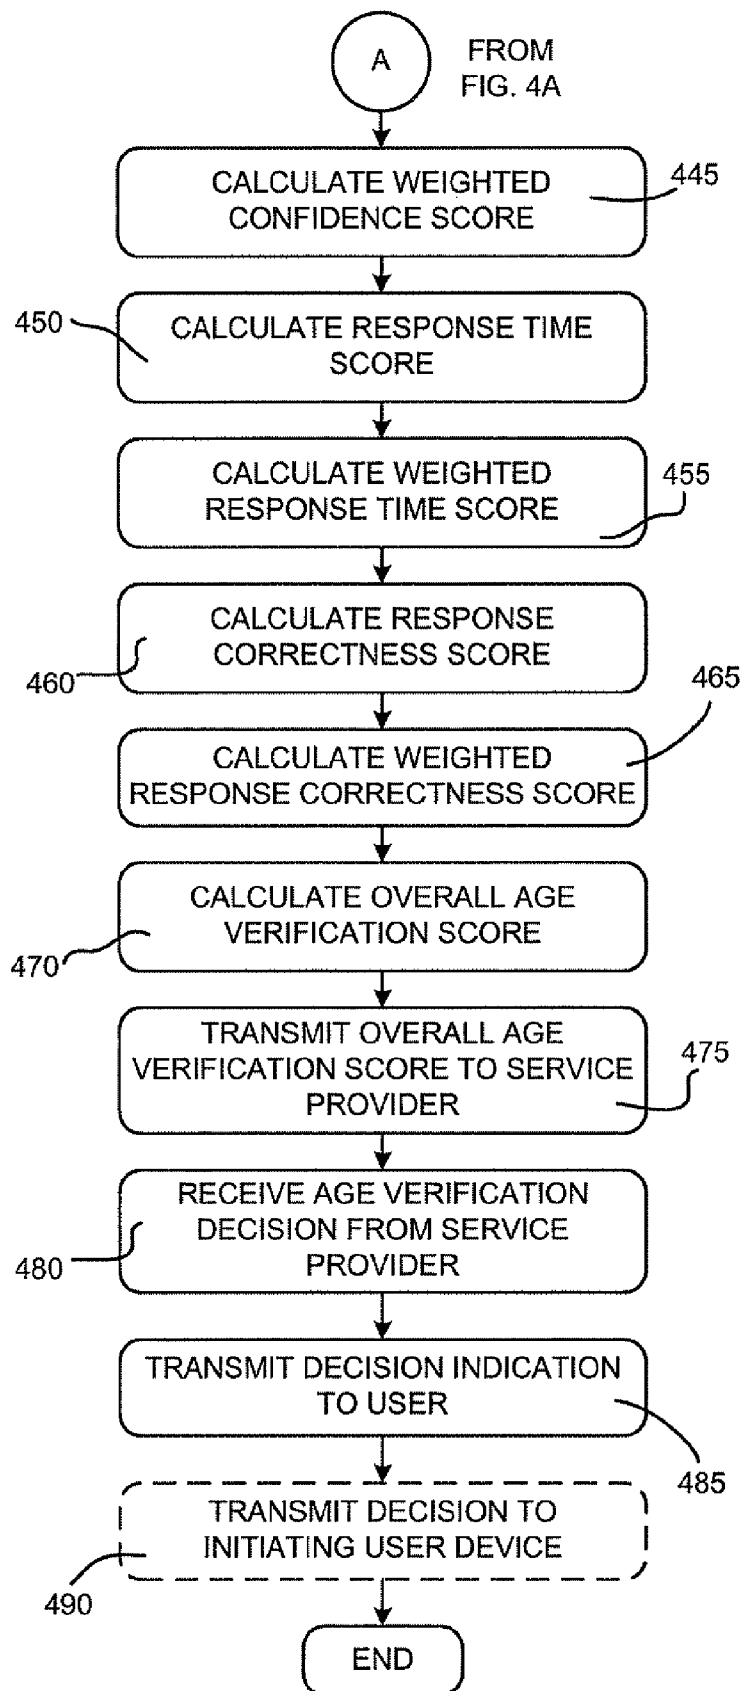 A
FROM
FIG. 4A
CALCULATE WEIGHTED
CONFIDENCE SCORE
445
450
CALCULATE RESPONSE TIME
SCORE
CALCULATE WEIGHTED
RESPONSE TIME SCORE
455
CALCULATE RESPONSE
CORRECTNESS SCORE
460
465
CALCULATE WEIGHTED
RESPONSE CORRECTNESS SCORE
CALCULATE OVERALL AGE
VERIFICATION SCORE
470
TRANSMIT OVERALL AGE
VERIFICATION SCORE TO SERVICE
PROVIDER
475
RECEIVE AGE VERIFICATION
DECISION FROM SERVICE
PROVIDER
480
TRANSMIT DECISION INDICATION
TO USER
485
TRANSMIT DECISION TO
INITIATING USER DEVICE
490
END